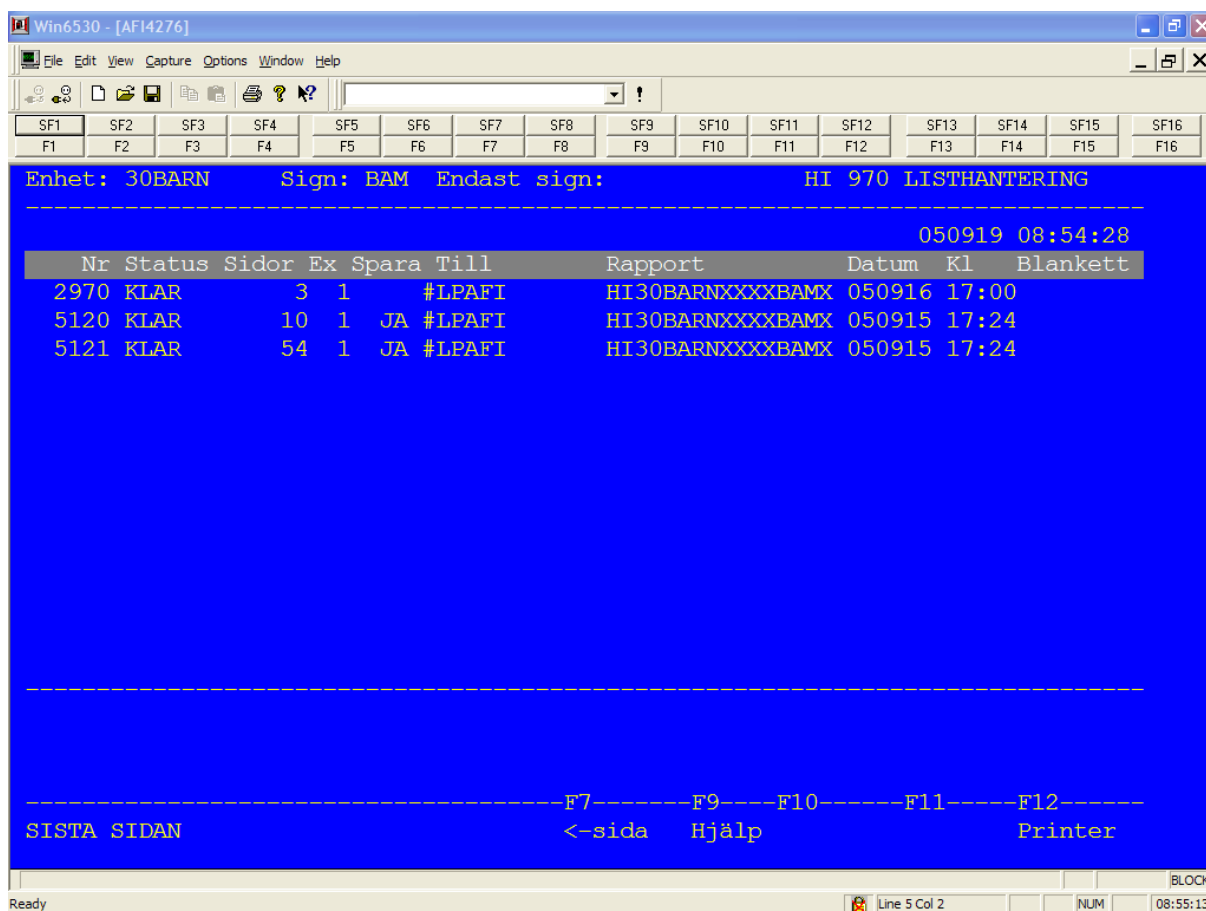 Win6530 - [AFI4276]
File Edit View Capture Options Window Help
SF1 SF2 SF3 SF4 SF5 SF6 SF7 SF8 SF9 SF10 SF11 SF12 SF13 SF14 SF15 SF16
F1 F2 F3 F4 F5 F6 F7 F8 F9 F10 F11 F12 F13 F14 F15 F16
Enhet: 30BARN Sign: BAM Endast sign: HI 970 LISTHANTERING
050919 08:54:28
Nr Status Sidor Ex Spara Till Rapport Datum Kl Blankett
2970 KLAR 3 1 #LPAFI HI30BARNXXXXBAMX 050916 17:00
5120 KLAR 10 1 JA #LPAFI HI30BARNXXXXBAMX 050915 17:24
5121 KLAR 54 1 JA #LPAFI HI30BARNXXXXBAMX 050915 17:24
--------------------------------------F7-------F9----F10------F11-----F12------
SISTA SIDAN <-sida Hjälp Printer
BLOCK
Ready Line 5 Col 2 NUM 08:55:13